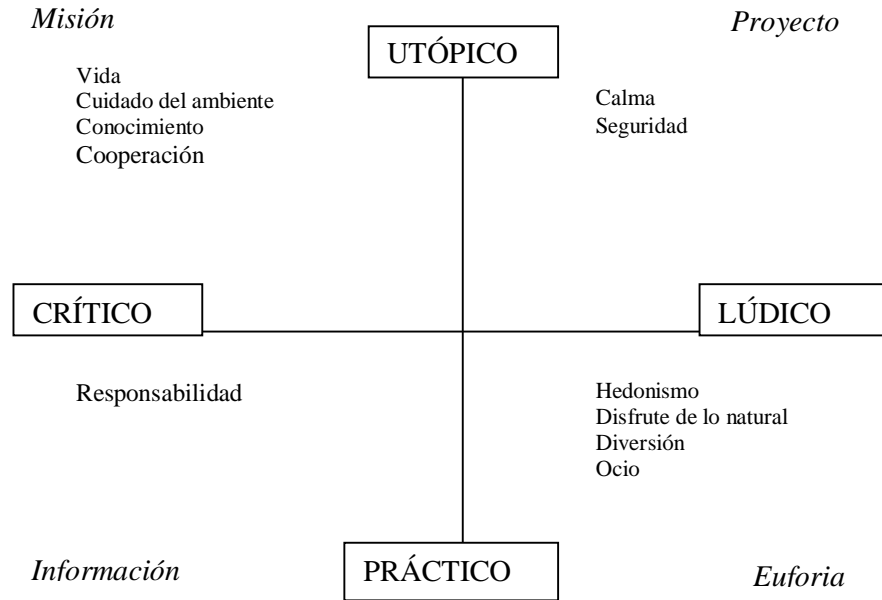 Misión
Proyecto
UTÓPICO
Vida
Cuidado del ambiente
Conocimiento
Cooperación
Calma
Seguridad
CRÍTICO
LÚDICO
Responsabilidad
Hedonismo
Disfrute de lo natural
Diversión
Ocio
Información
PRÁCTICO
Euforia